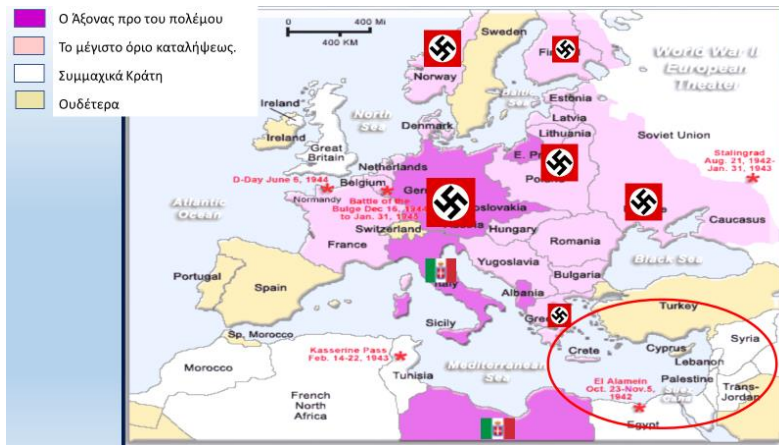 Ο Άξονας προ του πολέμου
Το μέγιστο όριο καταλήψεως.
Συμμαχικά Κράτη
Ουδέτερα
0
400 Mi
0
400 KM
World War I
European
Theater
Sweden
Norway
Estonia
Latvia
Lithuania
Soviet Union
North
Sea
Denmark
Ireland
Ireland
Great
Britain
Netherlands
Belgium
Stalingrad
Aug. 21, 1942-
Jan. 31, 1943
D-Day June 6, 1944
Normandy
Battle of the
Bulge Dec 16, 1944
to Jan. 31, 1945
Atlantic
Ocean
France
Switzerland
Hungary
Romania
Caucasus
Yugoslavia
Bulgaria
Black Sea
Portugal
Spain
Italy
Albania
Turkey
Sicily
Crete
Cyprus
Syria
Lebanon
Palestine
Trans-
Jordan
Sp. Morocco
Morocco
Kasserine Pass
Feb. 14-22, 1943
Tunisia
Mediterranean
Sea
French
North
Africa
El Alamein
Oct. 23-Nov.5,
1942
Egypt